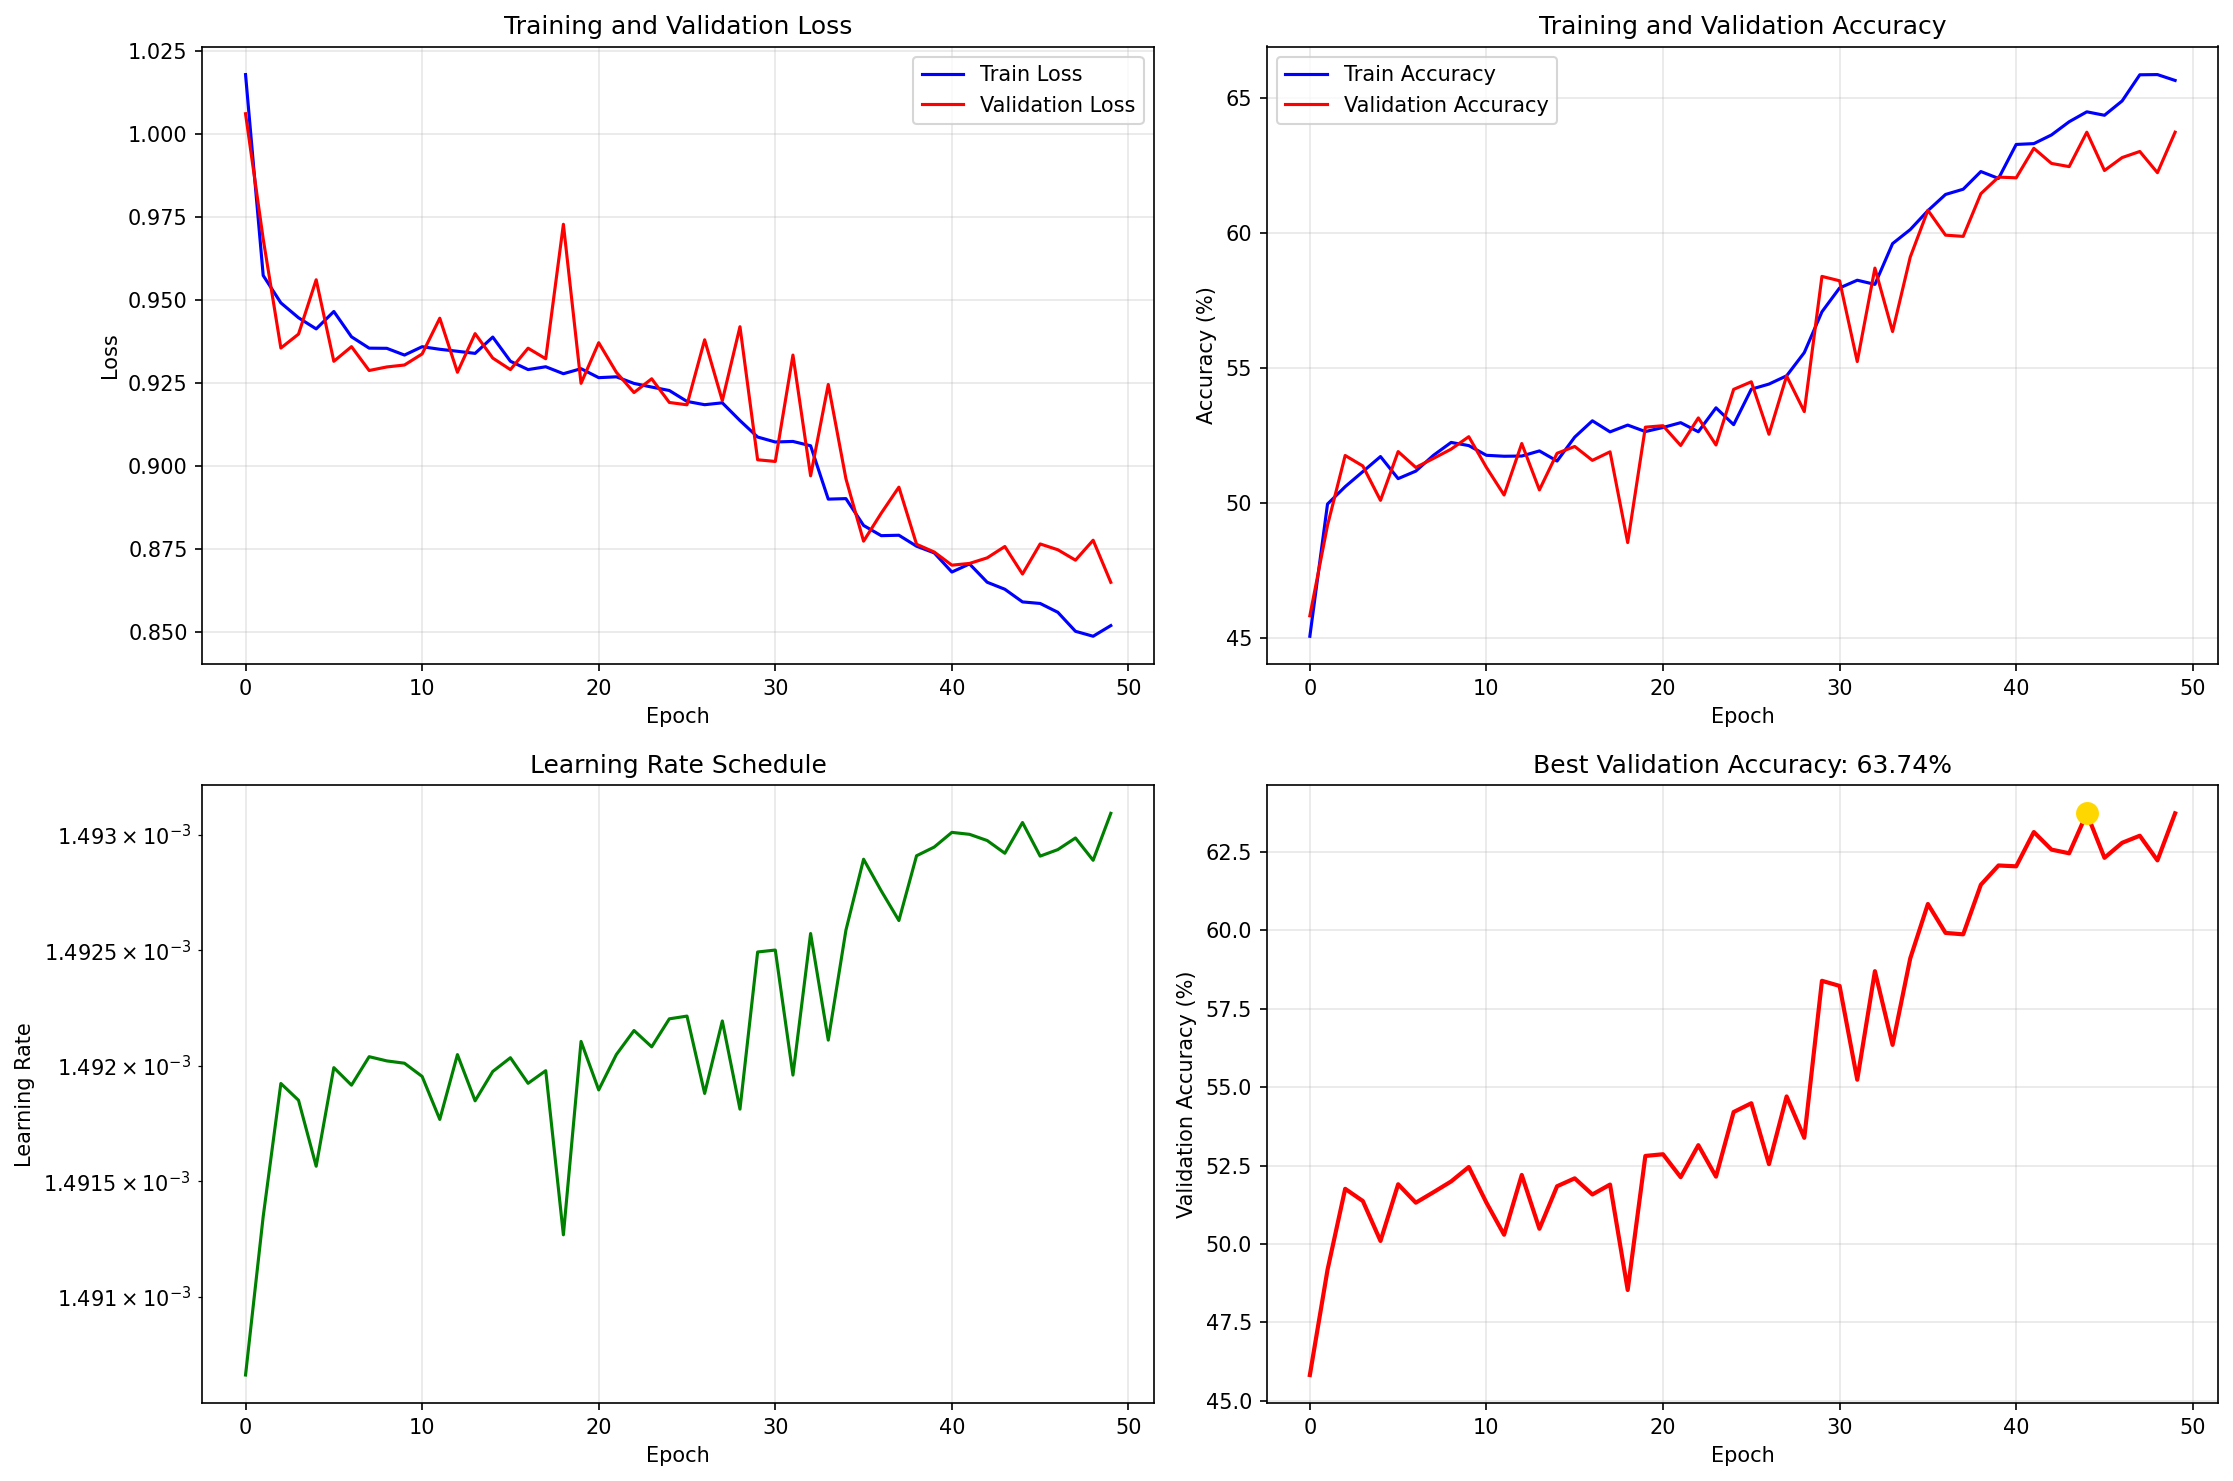 Training and Validation Loss
1.025
1.000
0.975
0.950
0.925
0.900
0.875
0.850
Loss
Train Loss
Validation Loss
0 10 20 30 40 50
Epoch
Training and Validation Accuracy
65
60
55
50
45
Accuracy (%)
Train Accuracy
Validation Accuracy
0 10 20 30 40 50
Epoch
Learning Rate Schedule
1.493 × 10⁻³
1.4925 × 10⁻³
1.492 × 10⁻³
1.4915 × 10⁻³
1.491 × 10⁻³
Learning Rate
0 10 20 30 40 50
Epoch
Best Validation Accuracy: 63.74%
62.5
60.0
57.5
55.0
52.5
50.0
47.5
45.0
Validation Accuracy (%)
0 10 20 30 40 50
Epoch